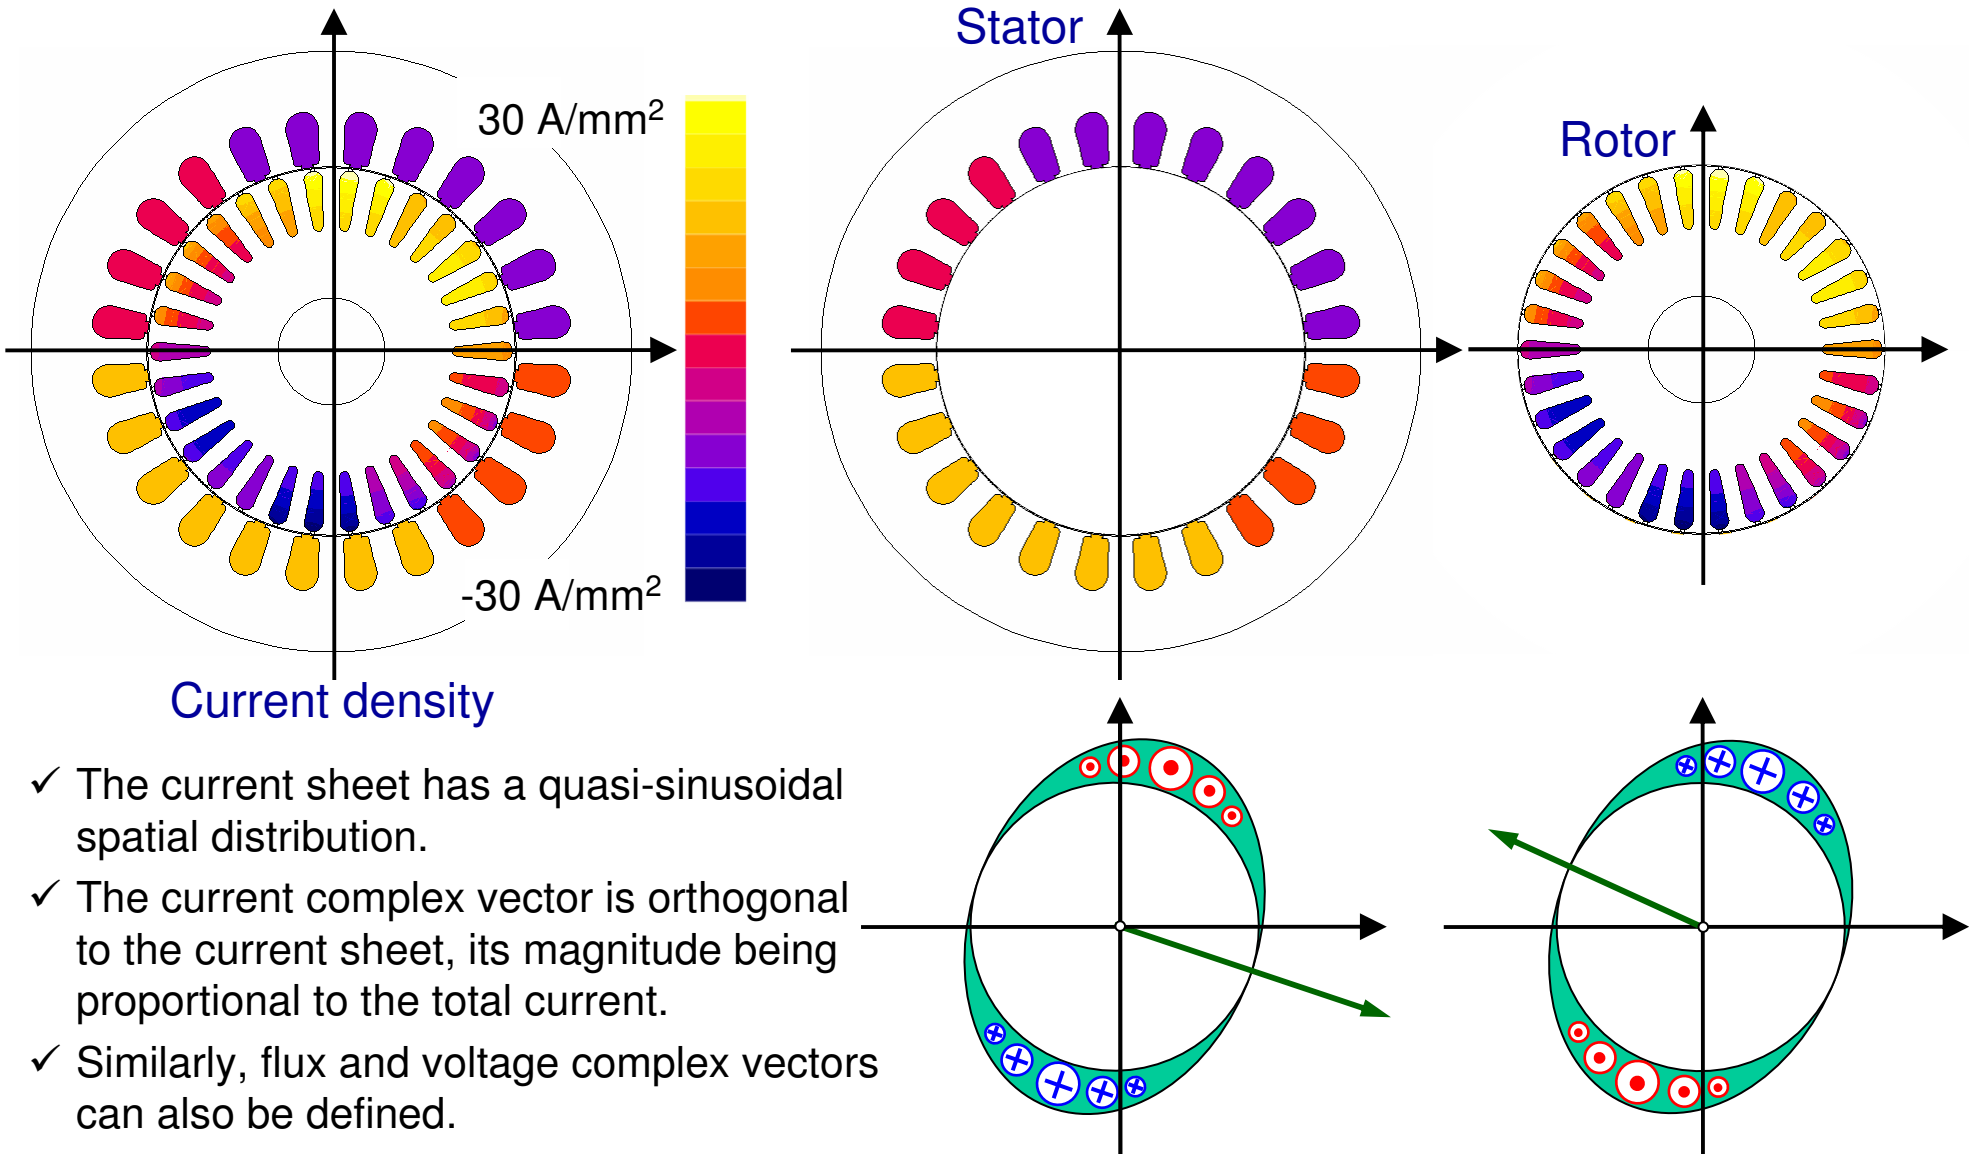 Stator
30 A/mm²
Rotor
-30 A/mm²
Current density
✓ The current sheet has a quasi-sinusoidal
spatial distribution.
✓ The current complex vector is orthogonal
to the current sheet, its magnitude being
proportional to the total current.
✓ Similarly, flux and voltage complex vectors
can also be defined.